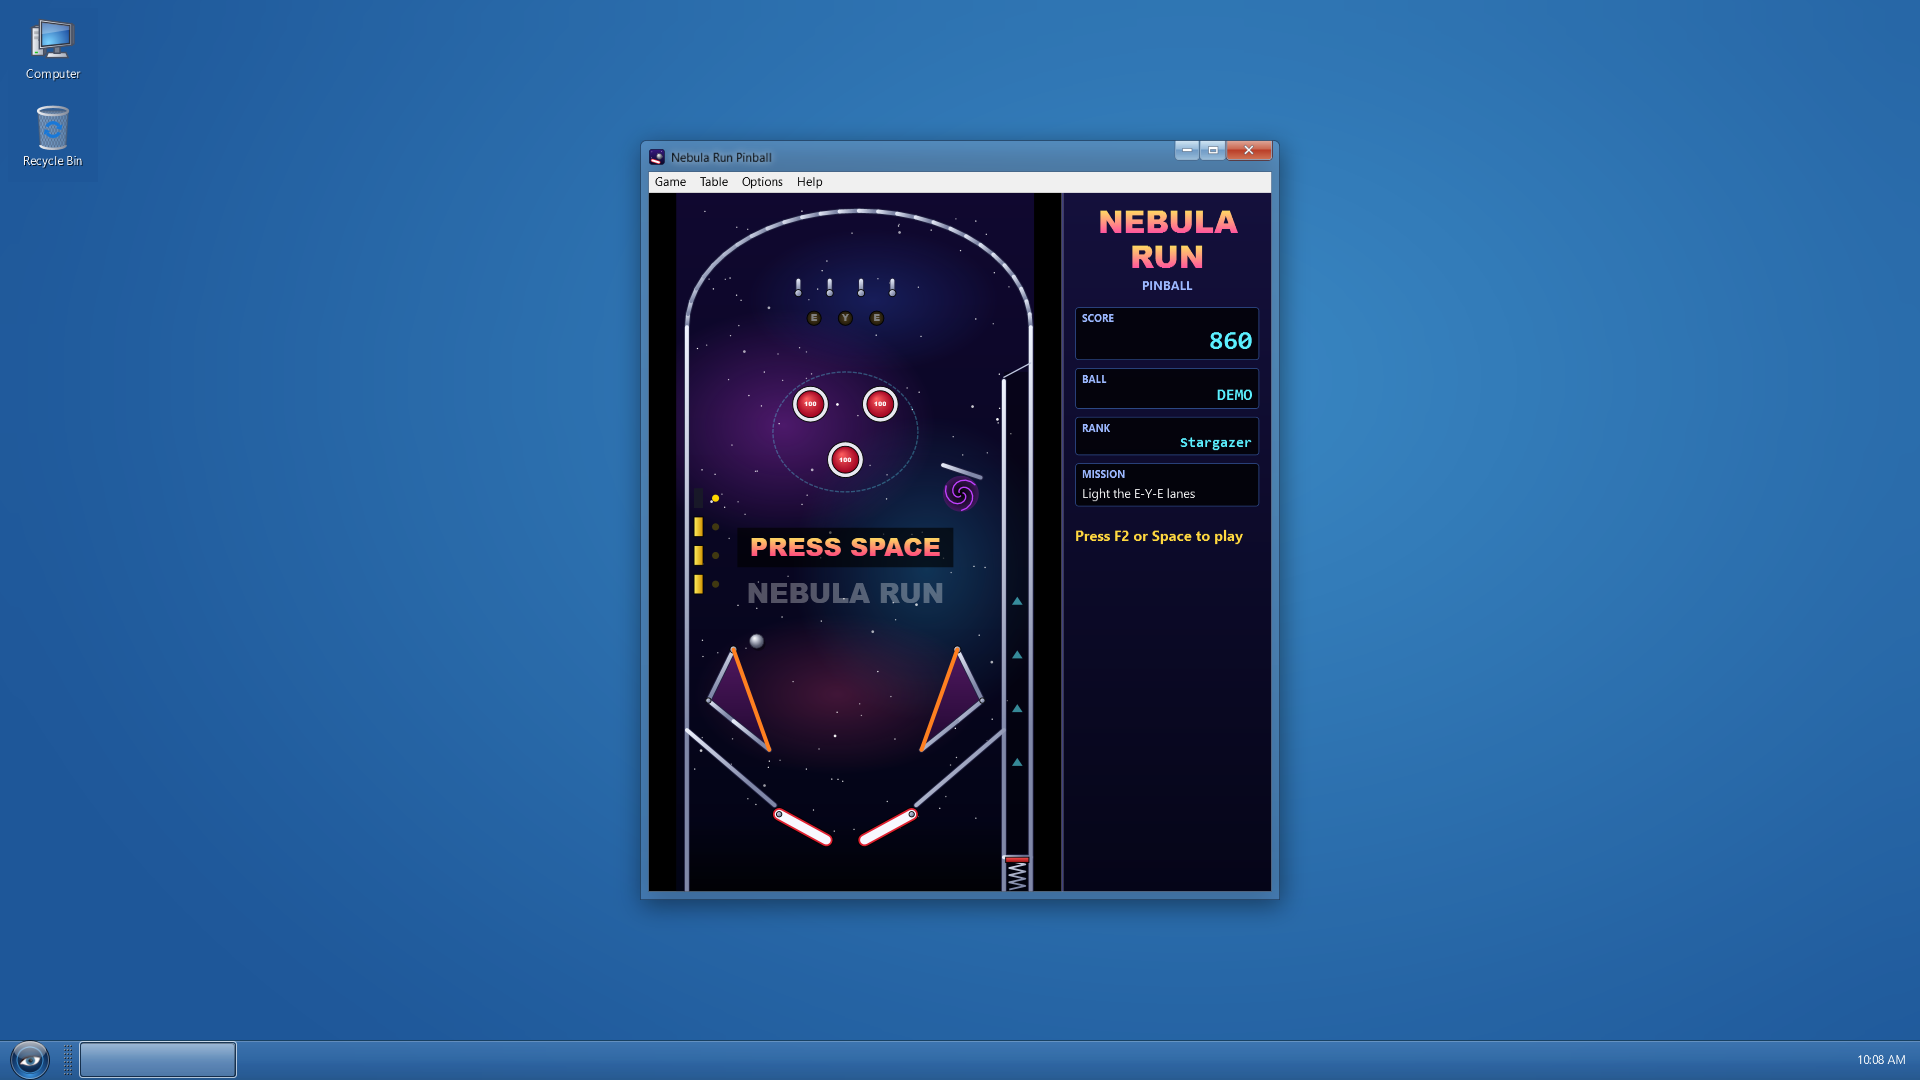 Computer
Recycle Bin
Nebula Run Pinball
Game Table Options Help
E Y E
100 100
100
PRESS SPACE
NEBULA RUN
NEBULA
RUN
PINBALL
SCORE
860
BALL
DEMO
RANK
Stargazer
MISSION
Light the E-Y-E lanes
Press F2 or Space to play
10:08 AM